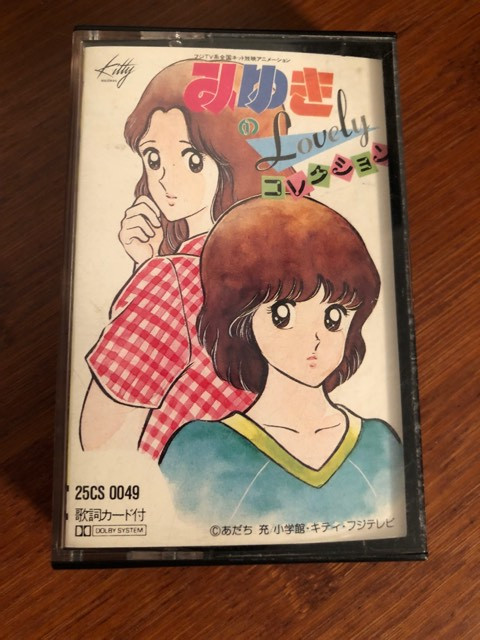 フジTV系全国ネット放映アニメーション
Kitty
みゆき
の Lovely
コレクション
25CS 0049
歌詞カード付
DOLBY SYSTEM
©あだち 充/小学館・キティ・フジテレビ